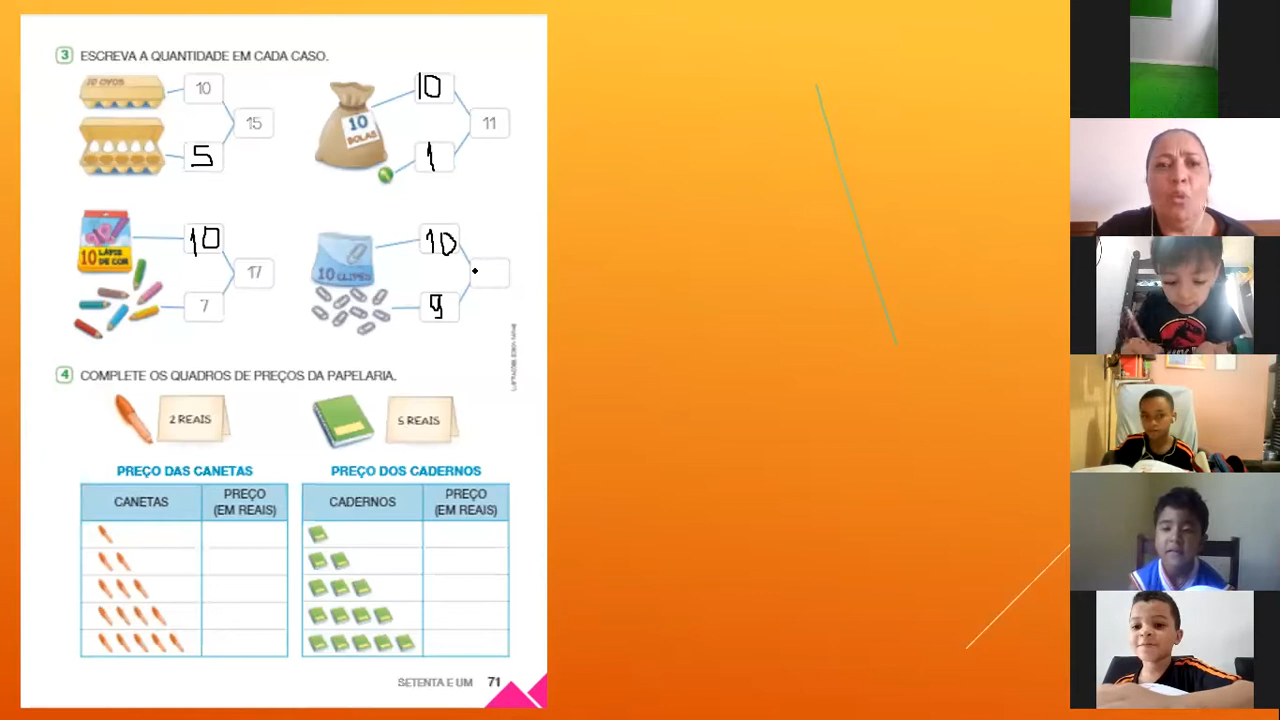 3 ESCREVA A QUANTIDADE EM CADA CASO.
10 OVOS
10
5
15
10 BOLAS
10
1
11
10 LÁPIS DE COR
10
7
17
10 CLIPES
10
9
4 COMPLETE OS QUADROS DE PREÇOS DA PAPELARIA.
2 REAIS
5 REAIS
PREÇO DAS CANETAS
CANETAS PREÇO (EM REAIS)
PREÇO DOS CADERNOS
CADERNOS PREÇO (EM REAIS)
SETENTA E UM 71